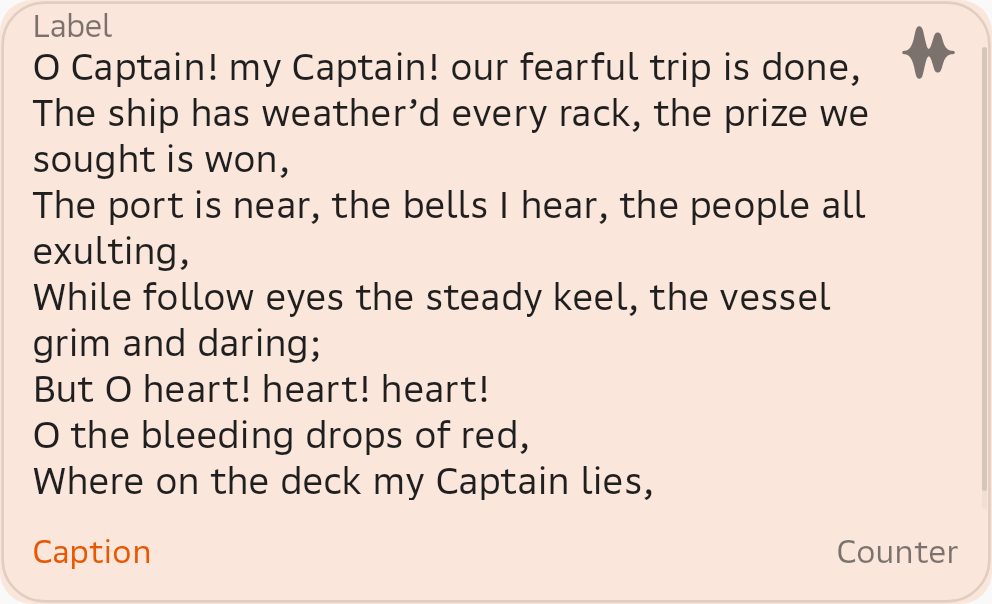 Label
O Captain! my Captain! our fearful trip is done,
The ship has weather’d every rack, the prize we
sought is won,
The port is near, the bells I hear, the people all
exulting,
While follow eyes the steady keel, the vessel
grim and daring;
But O heart! heart! heart!
O the bleeding drops of red,
Where on the deck my Captain lies,
Caption
Counter